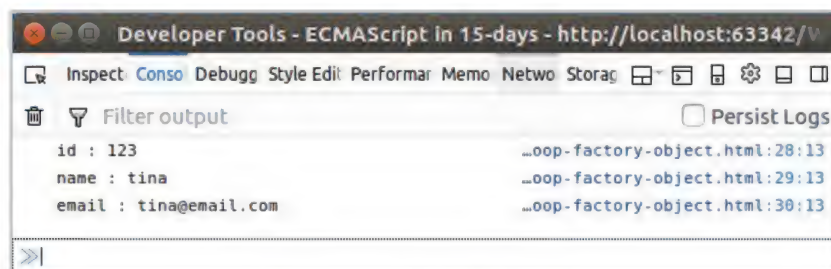 Developer Tools - ECMAScript in 15-days - http://localhost:63342/W
Inspect Conso Debugg Style Edit Performar Memo Netwo Storag
Filter output Persist Logs
id : 123 …oop-factory-object.html:28:13
name : tina …oop-factory-object.html:29:13
email : tina@email.com …oop-factory-object.html:30:13
»